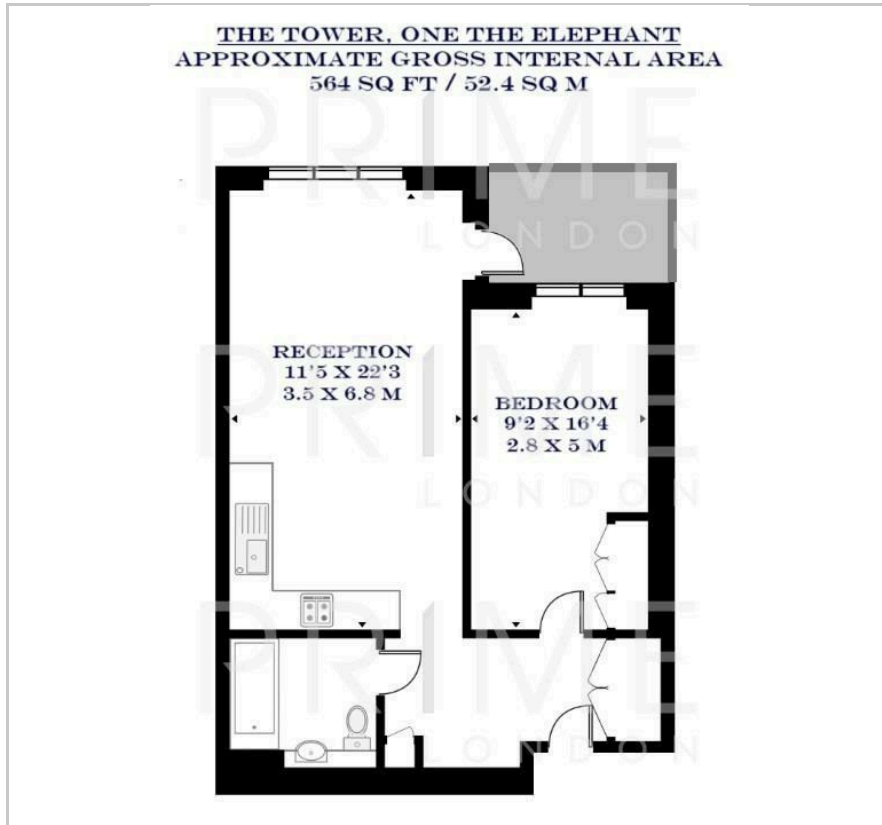 THE TOWER, ONE THE ELEPHANT
APPROXIMATE GROSS INTERNAL AREA
564 SQ FT / 52.4 SQ M
PRIME
LONDON
RECEPTION
11'5 X 22'3
3.5 X 6.8 M
PRIME
BEDROOM
9'2 X 16'4
2.8 X 5 M
LONDON
PRIME
LONDON